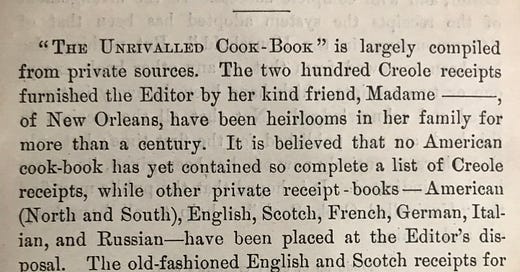 “The Unrivalled Cook-Book” is largely compiled
from private sources. The two hundred Creole receipts
furnished the Editor by her kind friend, Madame ———,
of New Orleans, have been heirlooms in her family for
more than a century. It is believed that no American
cook-book has yet contained so complete a list of Creole
receipts, while other private receipt-books—American
(North and South), English, Scotch, French, German, Ital-
ian, and Russian—have been placed at the Editor’s dis-
posal. The old-fashioned English and Scotch receipts for